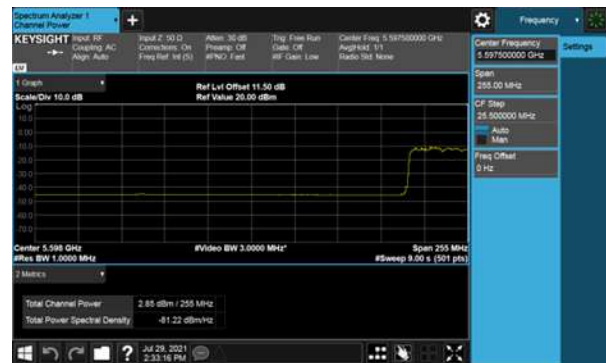 Spectrum Analyzer 1
Channel Power
+
Frequency
KEYSIGHT
Input: RF
Coupling: AC
Align: Auto
Input Z: 50 Ω
Corrections: On
Freq Ref: Int (S)
Atten: 30 dB
Preamp: Off
#PNO: Fast
Trig: Free Run
Gate: Off
#IF Gain: Low
Center Freq: 5.597500000 GHz
Avg|Hold: 1/1
Radio Std: None
Center Frequency
5.597500000 GHz
Settings
Span
255.00 MHz
CF Step
25.500000 MHz
Auto
Man
Freq Offset
0 Hz
1 Graph
Scale/Div 10.0 dB
Ref Lvl Offset 11.50 dB
Ref Value 20.00 dBm
Log
10.0
0.00
-10.0
-20.0
-30.0
-40.0
-50.0
-60.0
-70.0
Center 5.598 GHz
#Res BW 1.0000 MHz
#Video BW 3.0000 MHz*
Span 255 MHz
#Sweep 9.00 s (501 pts)
2 Metrics
Total Channel Power 2.85 dBm / 255 MHz
Total Power Spectral Density -81.22 dBm/Hz
?
Jul 29, 2021
2:33:16 PM